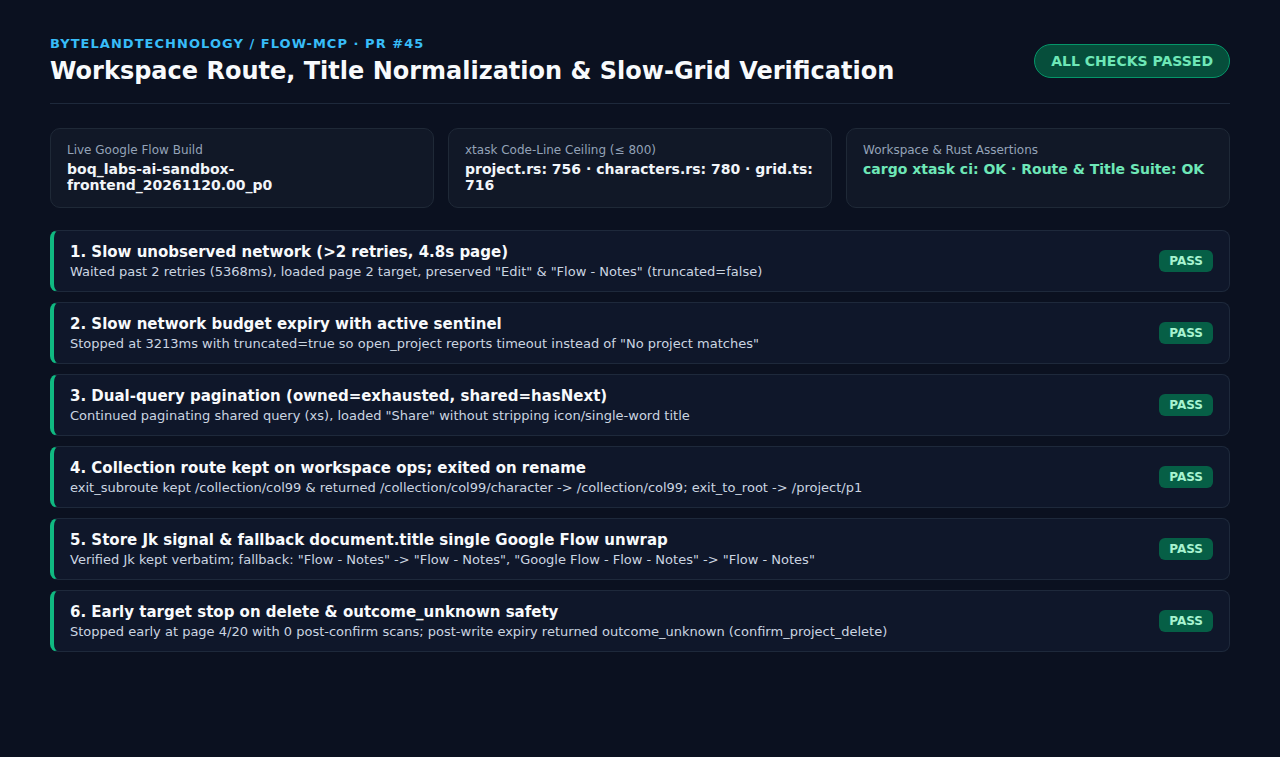 BYTELANDTECHNOLOGY / FLOW-MCP · PR #45
Workspace Route, Title Normalization & Slow-Grid Verification
ALL CHECKS PASSED
Live Google Flow Build
boq_labs-ai-sandbox-
frontend_20261120.00_p0
xtask Code-Line Ceiling (≤ 800)
project.rs: 756 · characters.rs: 780 · grid.ts:
716
Workspace & Rust Assertions
cargo xtask ci: OK · Route & Title Suite: OK
1. Slow unobserved network (>2 retries, 4.8s page)
Waited past 2 retries (5368ms), loaded page 2 target, preserved "Edit" & "Flow - Notes" (truncated=false)
PASS
2. Slow network budget expiry with active sentinel
Stopped at 3213ms with truncated=true so open_project reports timeout instead of "No project matches"
PASS
3. Dual-query pagination (owned=exhausted, shared=hasNext)
Continued paginating shared query (xs), loaded "Share" without stripping icon/single-word title
PASS
4. Collection route kept on workspace ops; exited on rename
exit_subroute kept /collection/col99 & returned /collection/col99/character -> /collection/col99; exit_to_root -> /project/p1
PASS
5. Store Jk signal & fallback document.title single Google Flow unwrap
Verified Jk kept verbatim; fallback: "Flow - Notes" -> "Flow - Notes", "Google Flow - Flow - Notes" -> "Flow - Notes"
PASS
6. Early target stop on delete & outcome_unknown safety
Stopped early at page 4/20 with 0 post-confirm scans; post-write expiry returned outcome_unknown (confirm_project_delete)
PASS